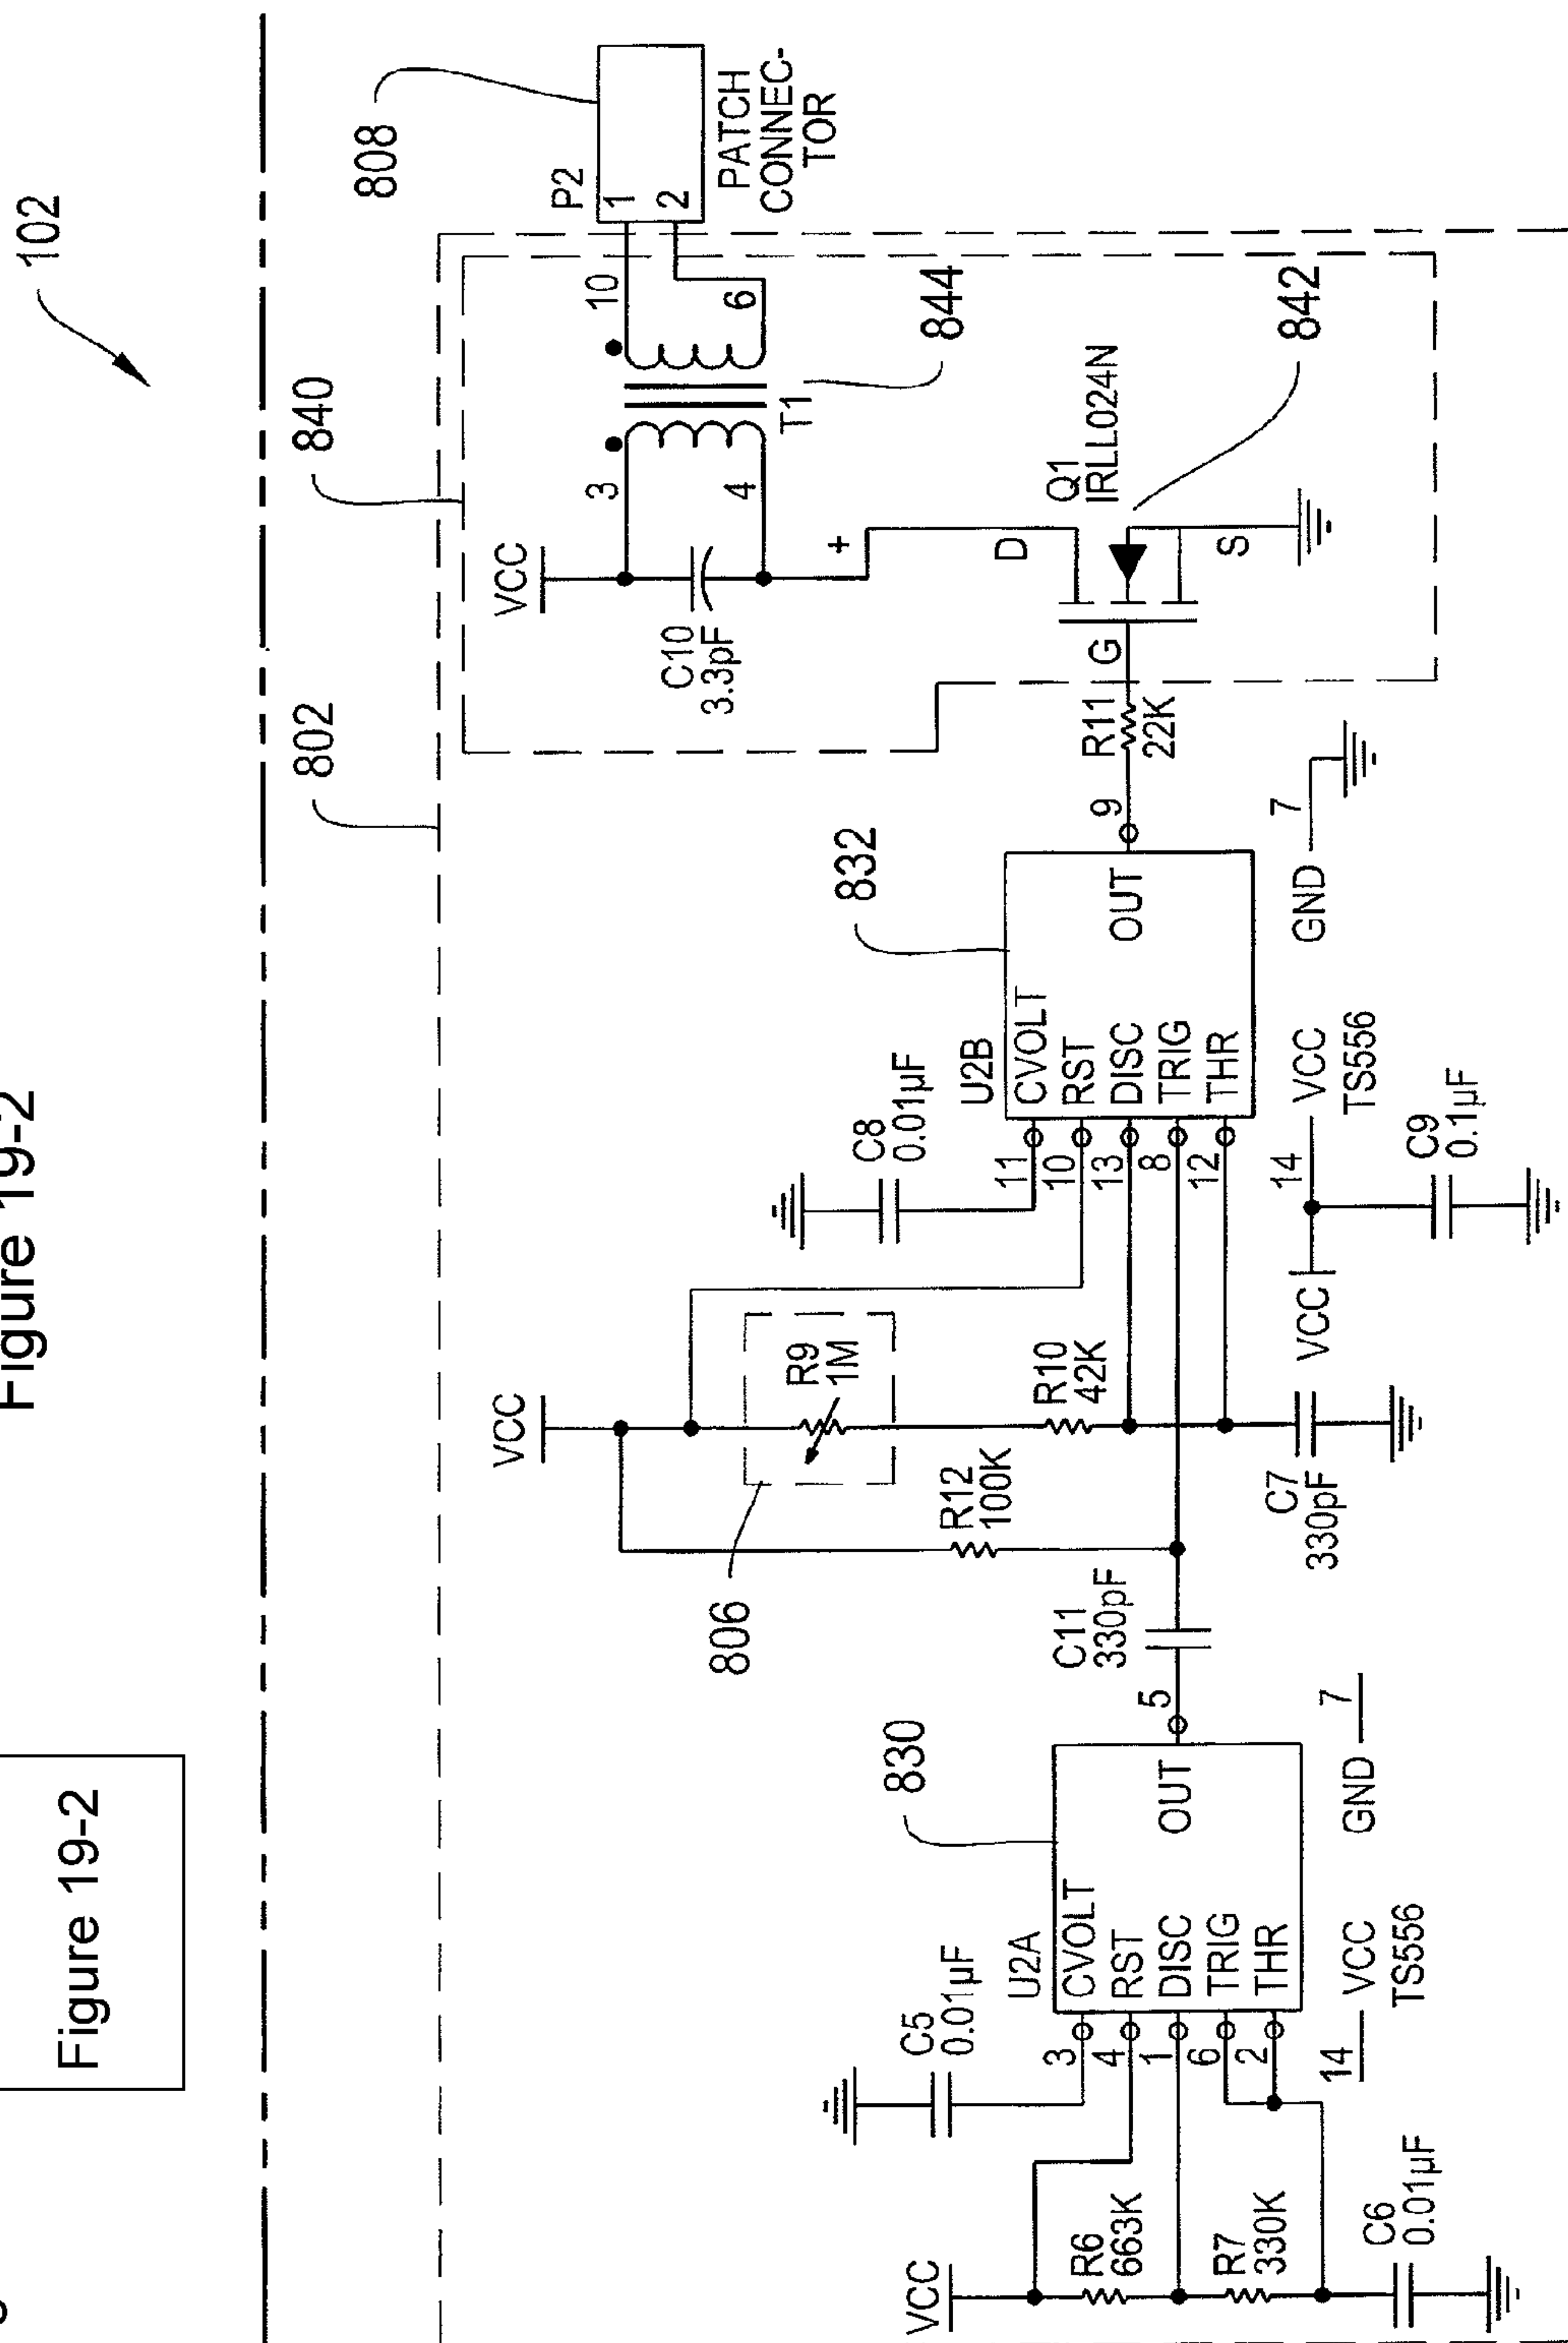 Figure 19-2
Figure 19-2
102
802
840
808
P2
1
2
PATCH
CONNEC-
TOR
VCC
3
10
4
6
T1
844
C10
3.3pF
+
D
Q1
IRLL024N
842
G
S
R11
22K
VCC
806
R9
1M
R12
100K
R10
42K
C7
330pF
C8
0.01µF
U2B
832
11
CVOLT
10
RST
13
DISC
8
TRIG
12
THR
OUT
9
14
VCC
TS556
GND
7
VCC
C9
0.1µF
C11
330pF
830
U2A
3
CVOLT
4
RST
1
DISC
6
TRIG
2
THR
OUT
5
14
VCC
TS556
GND
7
C5
0.01µF
VCC
R6
663K
R7
330K
C6
0.01µF